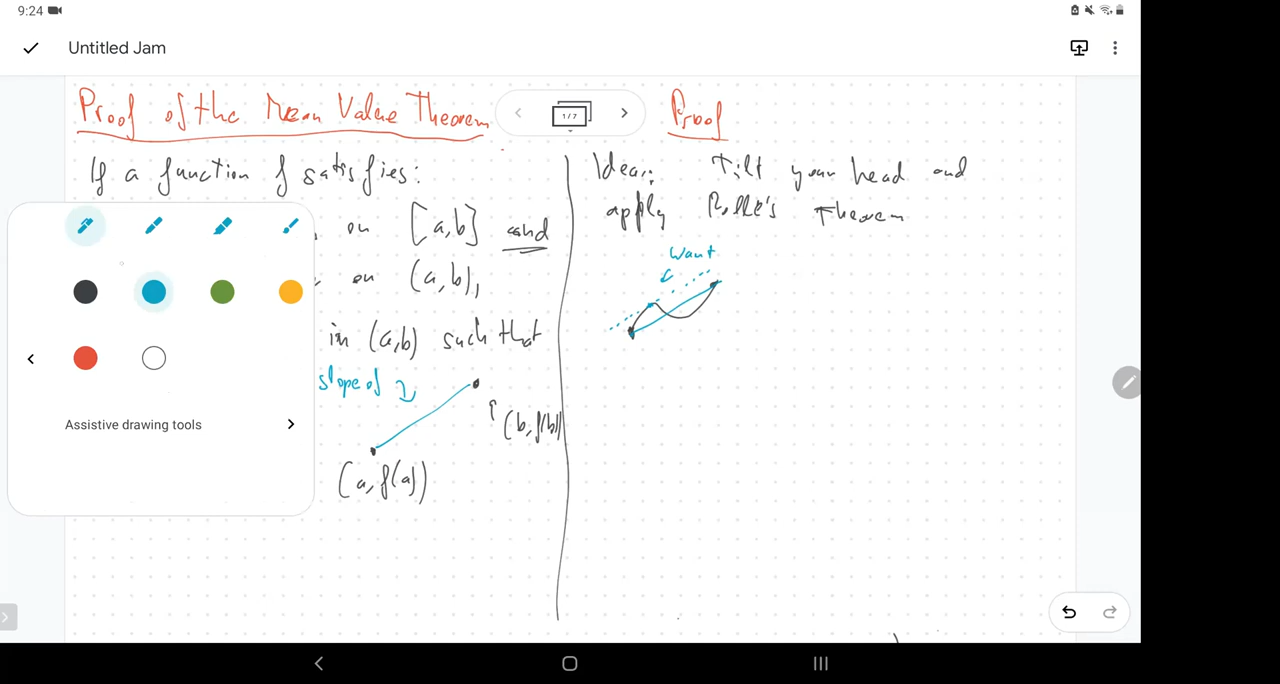 9:24
Untitled Jam
Proof of the Mean Value Theorem
1/7
If a function f satisfies:
on [a,b] and
on (a,b),
in (a,b) such that
slope of
(b, f(b))
(a, f(a))
Assistive drawing tools
Proof
Idea: Tilt your head and
apply Rolle's Theorem
Want